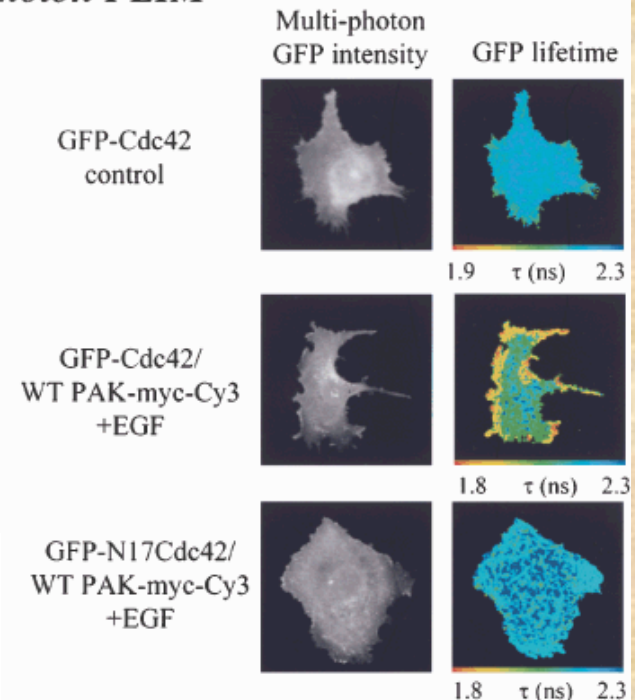 Multi-photon
GFP intensity
GFP lifetime
GFP-Cdc42
control
1.9 τ (ns) 2.3
GFP-Cdc42/
WT PAK-myc-Cy3
+EGF
1.8 τ (ns) 2.3
GFP-N17Cdc42/
WT PAK-myc-Cy3
+EGF
1.8 τ (ns) 2.3